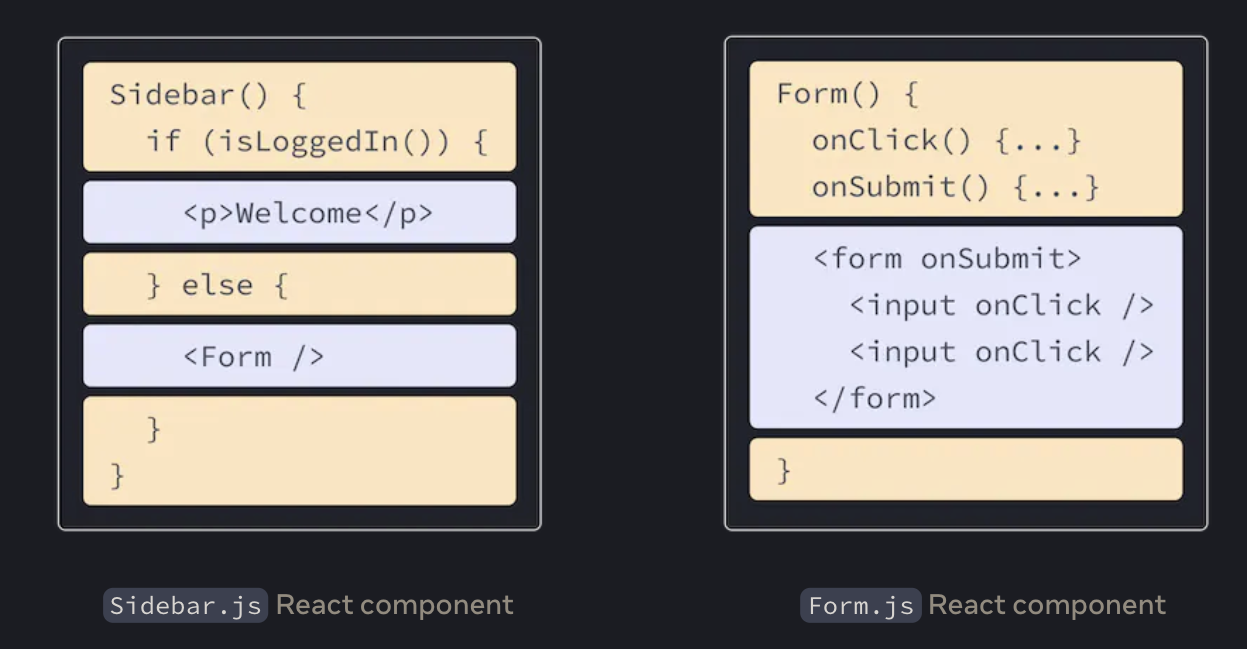 Sidebar() {
if (isLoggedIn()) {
<p>Welcome</p>
} else {
<Form />
}
}
Sidebar.js React component
Form() {
onClick() {...}
onSubmit() {...}
<form onSubmit>
<input onClick />
<input onClick />
</form>
}
Form.js React component